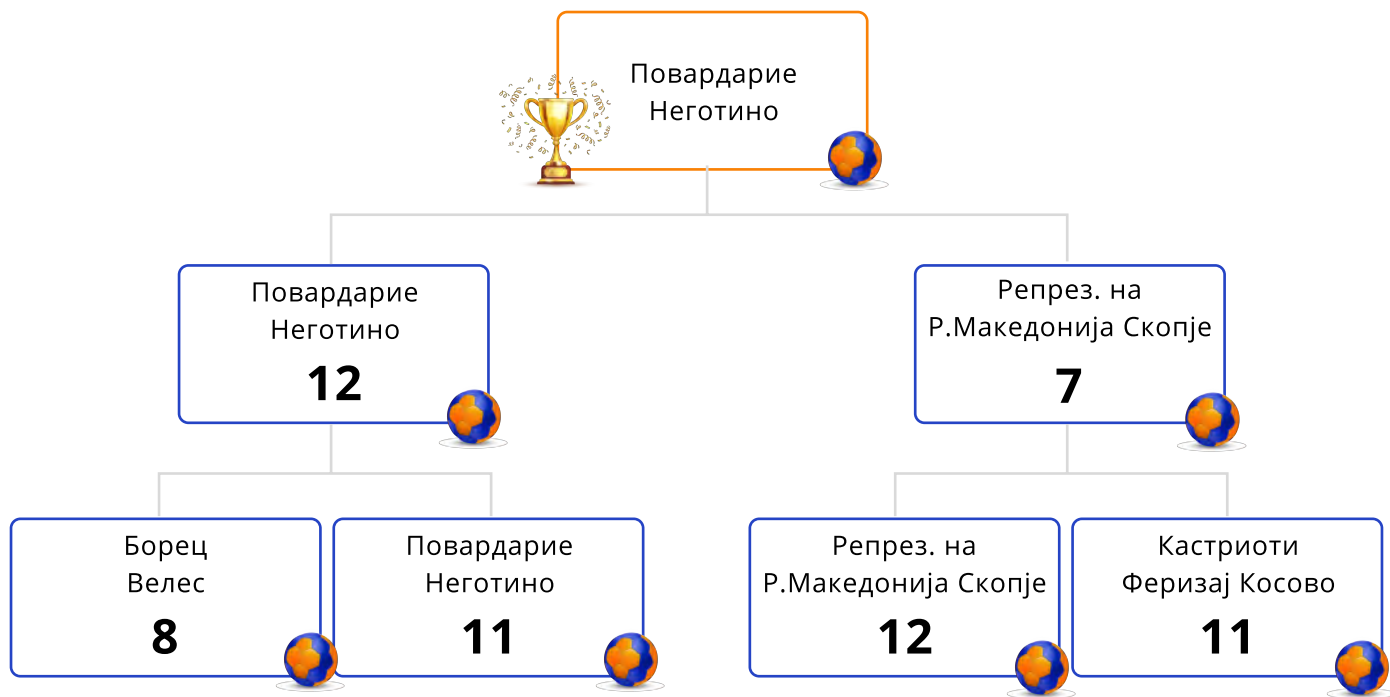 Повардарие
Неготино
Повардарие
Неготино
12
Репрез. на
Р.Македонија Скопје
7
Борец
Велес
8
Повардарие
Неготино
11
Репрез. на
Р.Македонија Скопје
12
Кастриоти
Феризај Косово
11